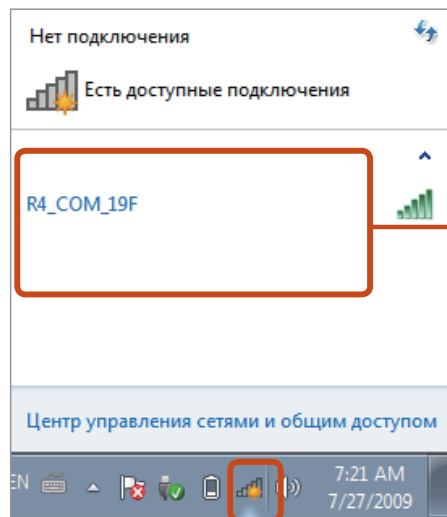 Нет подключения
Есть доступные подключения
R4_COM_19F
Центр управления сетями и общим доступом
EN
7:21 AM
7/27/2009